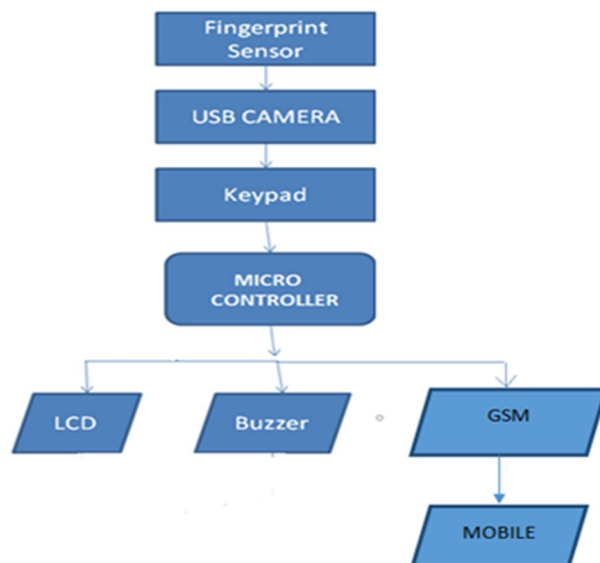 Fingerprint
Sensor
USB CAMERA
Keypad
MICRO
CONTROLLER
LCD
Buzzer
GSM
MOBILE